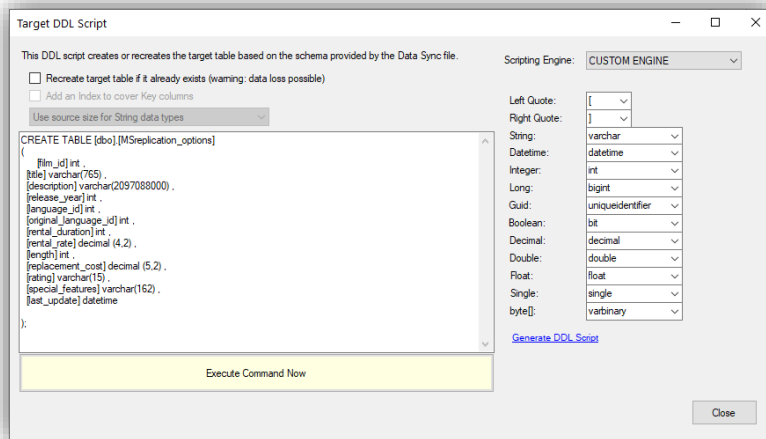 Target DDL Script
This DDL script creates or recreates the target table based on the schema provided by the Data Sync file.
Recreate target table if it already exists (warning: data loss possible)
Add an Index to cover Key columns
Use source size for String data types
CREATE TABLE [dbo].[MSreplication_options]
(
[film_id] int ,
[title] varchar(765) ,
[description] varchar(2097088000) ,
[release_year] int ,
[language_id] int ,
[original_language_id] int ,
[rental_duration] int ,
[rental_rate] decimal (4,2) ,
[length] int ,
[replacement_cost] decimal (5,2) ,
[rating] varchar(15) ,
[special_features] varchar(162) ,
[last_update] datetime
);
Execute Command Now
Scripting Engine: CUSTOM ENGINE
Left Quote: [
Right Quote: ]
String: varchar
Datetime: datetime
Integer: int
Long: bigint
Guid: uniqueidentifier
Boolean: bit
Decimal: decimal
Double: double
Float: float
Single: single
byte[]: varbinary
Generate DDL Script
Close